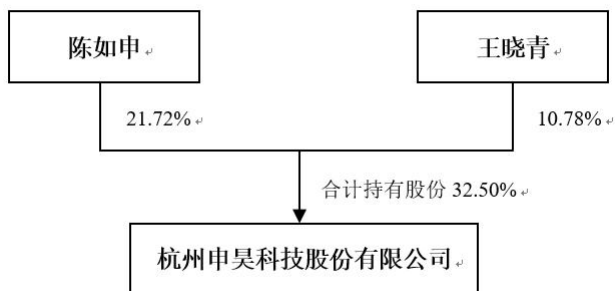 陈如申
王晓青
21.72%
10.78%
合计持有股份 32.50%
杭州申昊科技股份有限公司